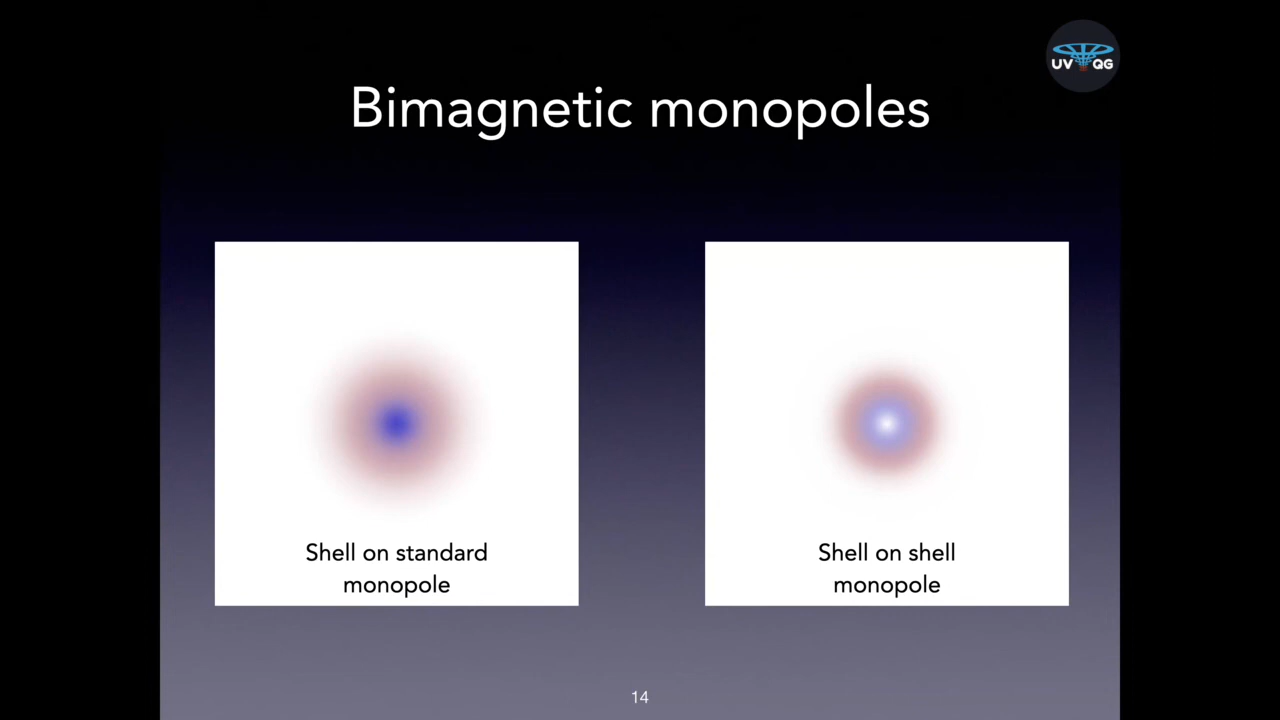 UV QG
Bimagnetic monopoles
Shell on standard
monopole
Shell on shell
monopole
14